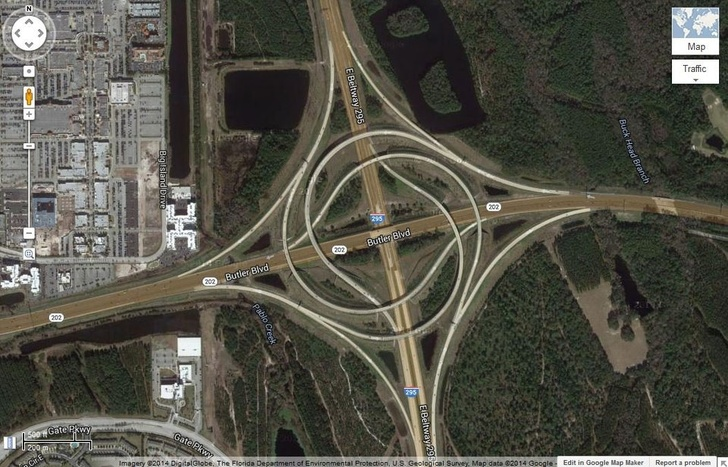 N
Map
Traffic
E Beltway 295
Buck Head Branch
Big Island Drive
202
295
202
Butler Blvd
Butler Blvd
202
202
Pablo Creek
295
E Beltway 295
Gate Pkwy
Gate Pkwy
500 ft
200 m
Imagery ©2014 DigitalGlobe, The Florida Department of Environmental Protection, U.S. Geological Survey, Map data ©2014 Google -
Edit in Google Map Maker
Report a problem